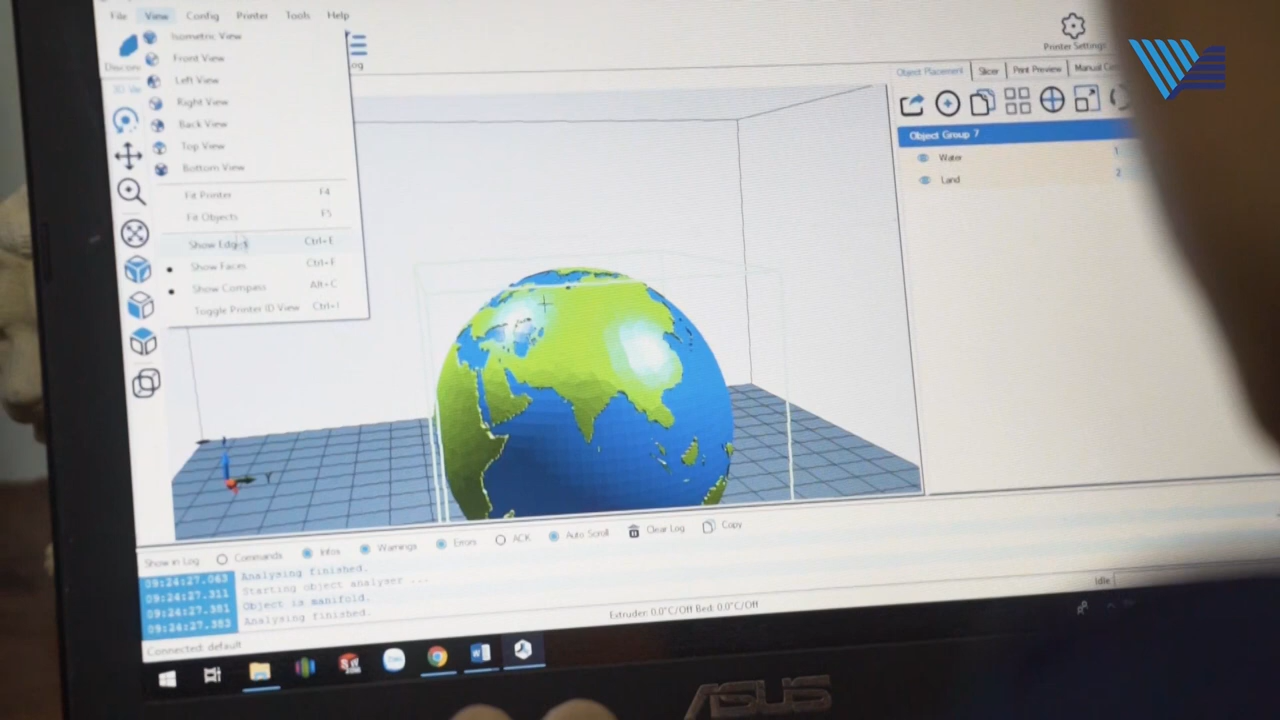 File View Config Printer Tools Help
Isometric View
Front View
Left View
Right View
Back View
Top View
Bottom View
Fit Printer F4
Fit Objects F5
Show Edges Ctrl+E
Show Faces Ctrl+F
Show Compass Alt+C
Toggle Printer ID View
Printer Settings
Object Placement Slicer Print Preview Manual
Object Group 7
Water 1
Land 2
Y
Show in Log Commands Infos Warnings Errors ACK Auto Scroll Clear Log Copy
09:24:27.063 Analysing finished.
09:24:27.311 Starting object analyser ...
09:24:27.381 Object is manifold.
09:24:27.383 Analysing finished.
Connected: default Extruder: 0.0°C/Off Bed: 0.0°C/Off Idle
ASUS